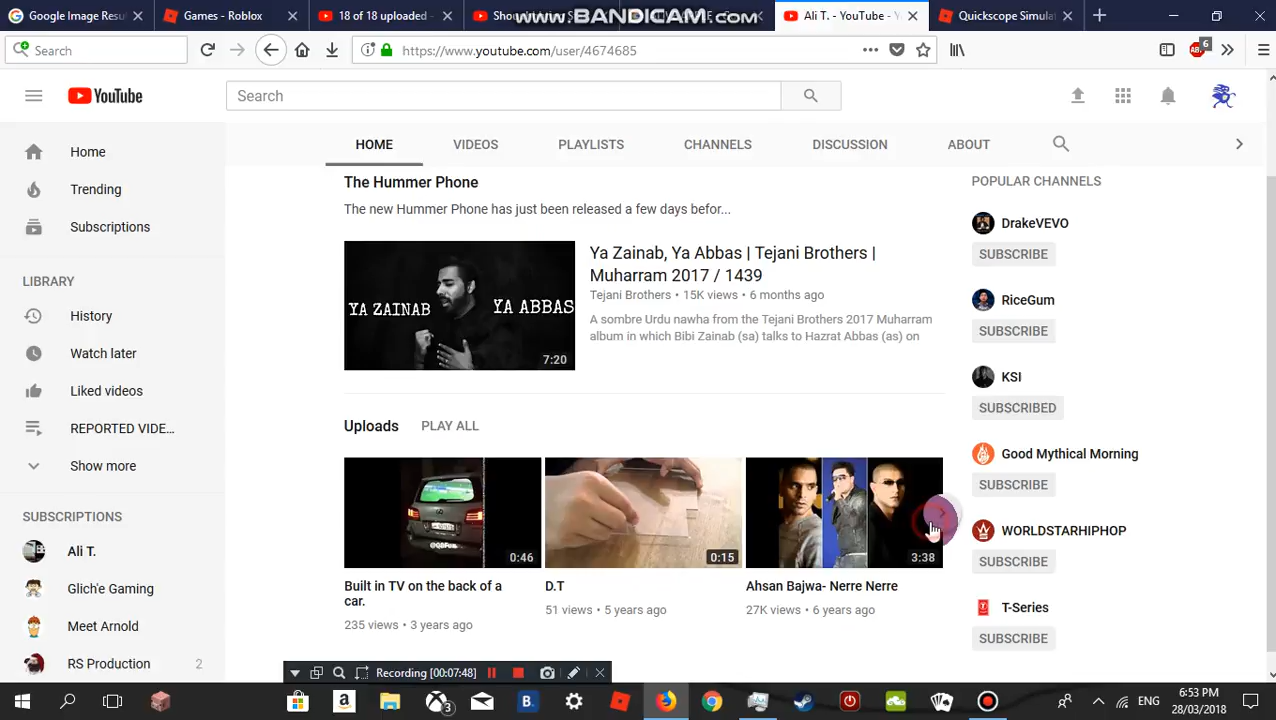 Google Image Resu
Games - Roblox
18 of 18 uploaded -
Shou
www.BANDICAM.com
Ali T. - YouTube -
Quickscope Simulat
Search
https://www.youtube.com/user/4674685
6
YouTube
Search
HOME
VIDEOS
PLAYLISTS
CHANNELS
DISCUSSION
ABOUT
Home
Trending
Subscriptions
LIBRARY
History
Watch later
Liked videos
REPORTED VIDE...
Show more
SUBSCRIPTIONS
Ali T.
Glich'e Gaming
Meet Arnold
RS Production 2
The Hummer Phone
The new Hummer Phone has just been released a few days befor...
YA ZAINAB YA ABBAS
7:20
Ya Zainab, Ya Abbas | Tejani Brothers |
Muharram 2017 / 1439
Tejani Brothers • 15K views • 6 months ago
A sombre Urdu nawha from the Tejani Brothers 2017 Muharram
album in which Bibi Zainab (sa) talks to Hazrat Abbas (as) on
Uploads PLAY ALL
0:46
Built in TV on the back of a
car.
235 views • 3 years ago
0:15
D.T
51 views • 5 years ago
3:38
Ahsan Bajwa- Nerre Nerre
27K views • 6 years ago
POPULAR CHANNELS
DrakeVEVO
SUBSCRIBE
RiceGum
SUBSCRIBE
KSI
SUBSCRIBED
Good Mythical Morning
SUBSCRIBE
WORLDSTARHIPHOP
SUBSCRIBE
T-Series
SUBSCRIBE
Recording [00:07:48]
3
ENG
6:53 PM
28/03/2018